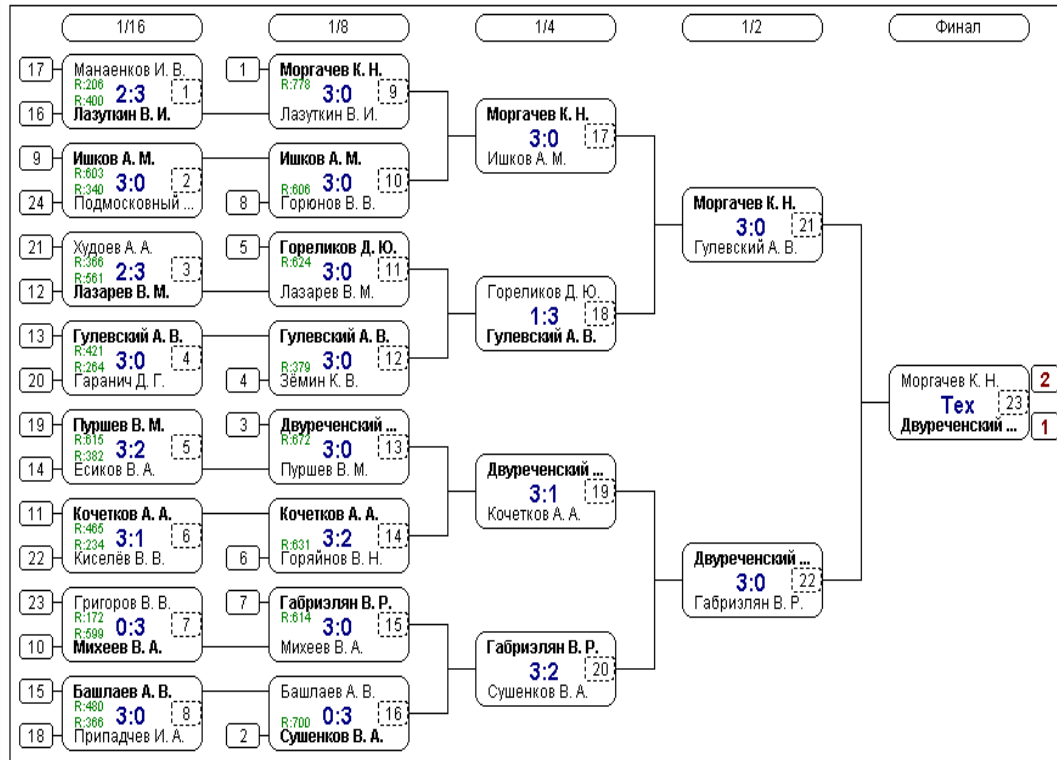 1/16
1/8
1/4
1/2
Финал
17
Манаенков И. В.
R:206
R:400
2:3
1
16
Лазуткин В. И.
9
Ишков А. М.
R:603
R:340
3:0
2
24
Подмосковный ...
21
Худоев А. А.
R:366
R:561
2:3
3
12
Лазарев В. М.
13
Гулевский А. В.
R:421
R:264
3:0
4
20
Гаранич Д. Г.
19
Пуршев В. М.
R:615
R:382
3:2
5
14
Есиков В. А.
11
Кочетков А. А.
R:465
R:234
3:1
6
22
Киселёв В. В.
23
Григоров В. В.
R:172
R:599
0:3
7
10
Михеев В. А.
15
Башлаев А. В.
R:480
R:366
3:0
8
18
Припадчев И. А.
1
Моргачев К. Н.
R:778
3:0
9
Лазуткин В. И.
Ишков А. М.
R:606
3:0
10
8
Горюнов В. В.
5
Гореликов Д. Ю.
R:624
3:0
11
Лазарев В. М.
Гулевский А. В.
R:379
3:0
12
4
Зёмин К. В.
3
Двуреченский ...
R:672
3:0
13
Пуршев В. М.
Кочетков А. А.
R:631
3:2
14
6
Горяйнов В. Н.
7
Габриэлян В. Р.
R:614
3:0
15
Михеев В. А.
Башлаев А. В.
R:700
0:3
16
2
Сушенков В. А.
Моргачев К. Н.
3:0
17
Ишков А. М.
Гореликов Д. Ю.
1:3
18
Гулевский А. В.
Двуреченский ...
3:1
19
Кочетков А. А.
Габриэлян В. Р.
3:2
20
Сушенков В. А.
Моргачев К. Н.
3:0
21
Гулевский А. В.
Двуреченский ...
3:0
22
Габриэлян В. Р.
Моргачев К. Н.
2
Тех
23
Двуреченский ...
1